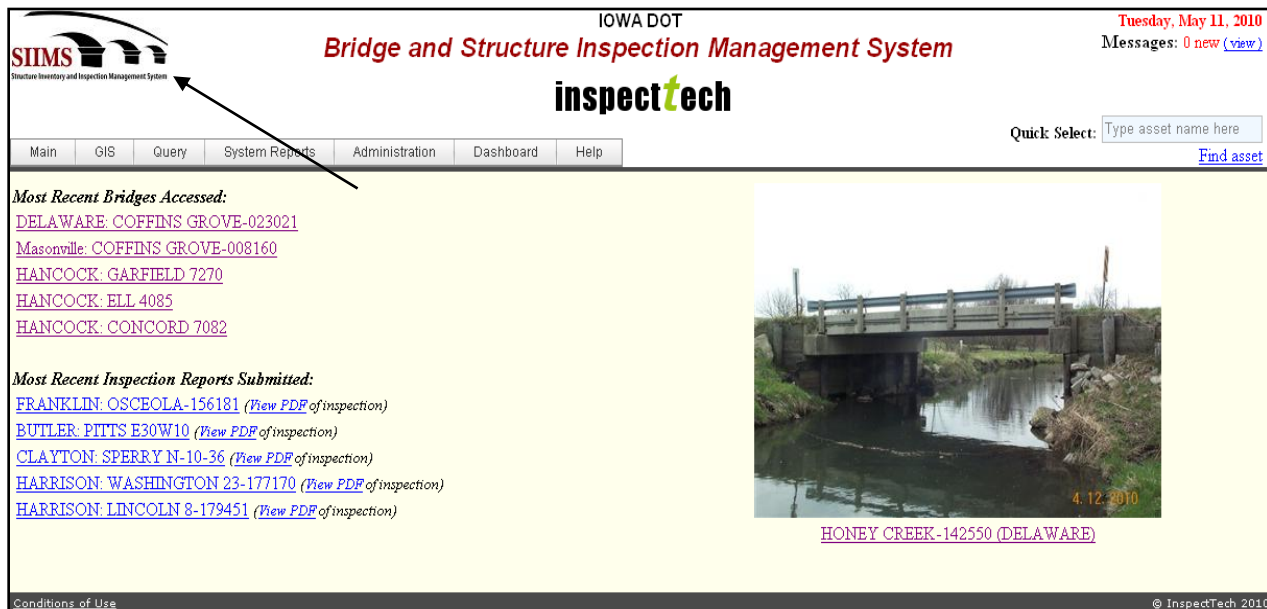 SIIMS
Structure Inventory and Inspection Management System
IOWA DOT
Bridge and Structure Inspection Management System
inspecttech
Tuesday, May 11, 2010
Messages: 0 new (view)
Quick Select: Type asset name here
Find asset
Main GIS Query System Reports Administration Dashboard Help
Most Recent Bridges Accessed:
DELAWARE: COFFINS GROVE-023021
Masonville: COFFINS GROVE-008160
HANCOCK: GARFIELD 7270
HANCOCK: ELL 4085
HANCOCK: CONCORD 7082
Most Recent Inspection Reports Submitted:
FRANKLIN: OSCEOLA-156181 (View PDF of inspection)
BUTLER: PITTS E30W10 (View PDF of inspection)
CLAYTON: SPERRY N-10-36 (View PDF of inspection)
HARRISON: WASHINGTON 23-177170 (View PDF of inspection)
HARRISON: LINCOLN 8-179451 (View PDF of inspection)
4. 12. 2010
HONEY CREEK-142550 (DELAWARE)
Conditions of Use
© InspectTech 2010